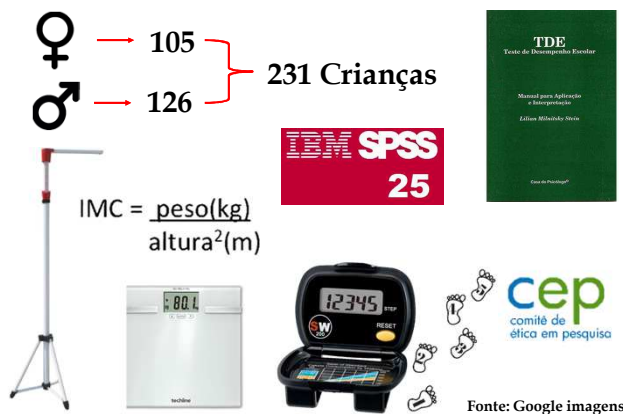 105
126
231 Crianças
TDE
Teste de Desempenho Escolar
Manual para Aplicação
e Interpretação
Lilian Milnitsky Stein
Casa do Psicólogo®
IBM SPSS
25
IMC = peso(kg)
altura²(m)
80.1
techline
12345 STEP
RESET
SW
200
cep
comitê de
ética em pesquisa
Fonte: Google imagens